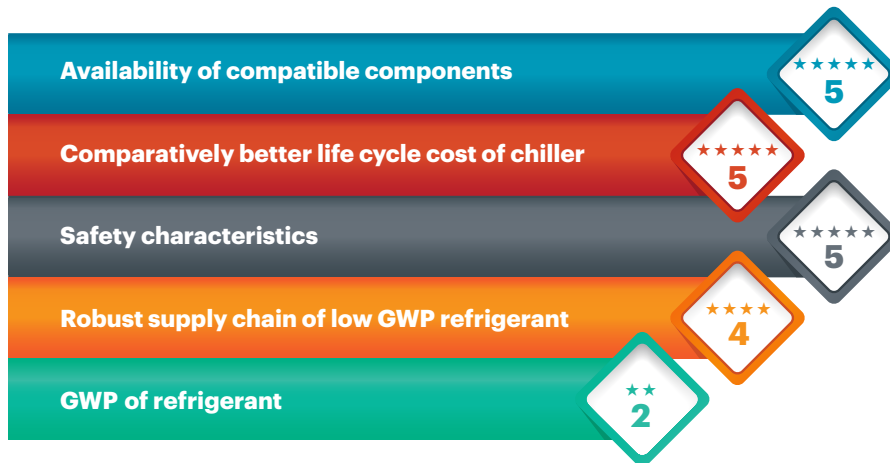 Availability of compatible components
★★★★★
5
Comparatively better life cycle cost of chiller
★★★★★
5
Safety characteristics
★★★★★
5
Robust supply chain of low GWP refrigerant
★★★★
4
GWP of refrigerant
★★
2